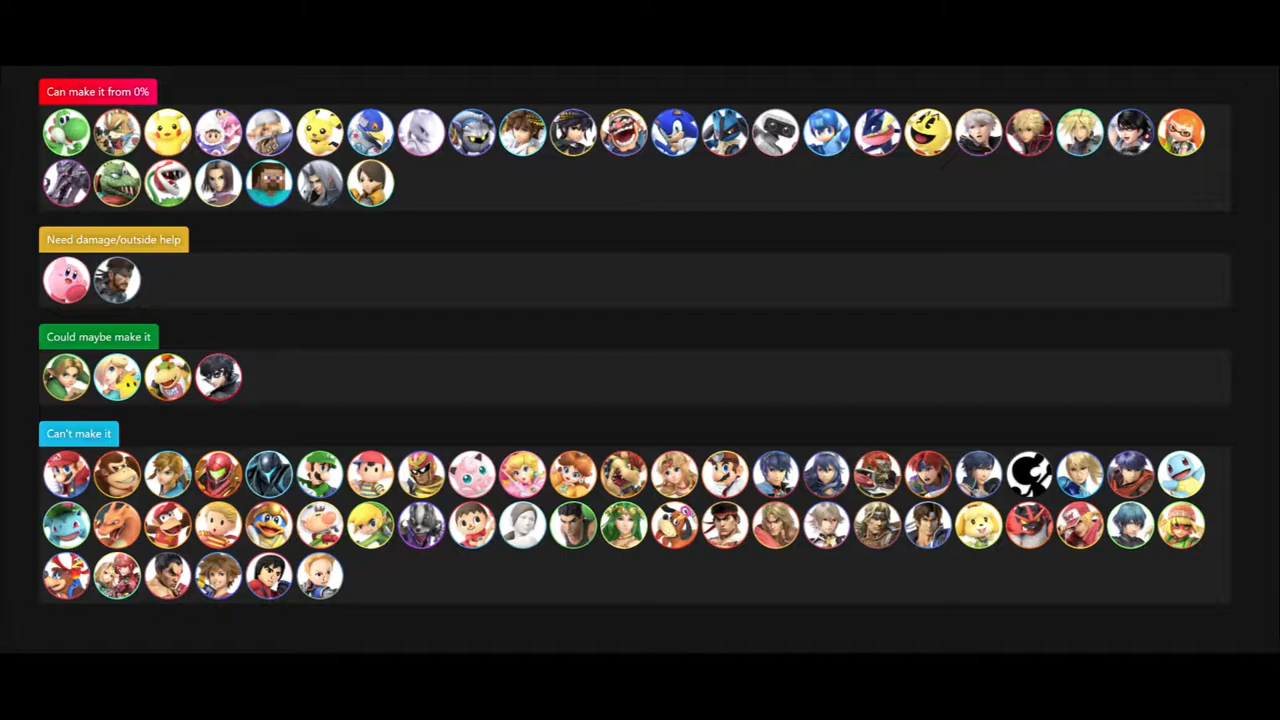 Can make it from 0%
Need damage/outside help
Could maybe make it
Can't make it